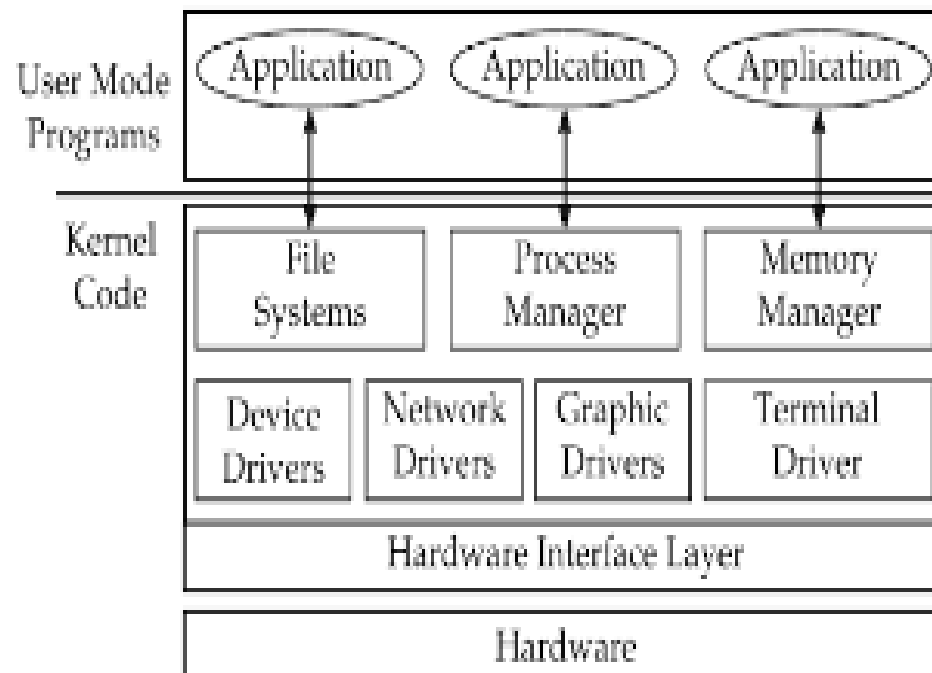 User Mode
Programs
Application
Application
Application
Kernel
Code
File
Systems
Process
Manager
Memory
Manager
Device
Drivers
Network
Drivers
Graphic
Drivers
Terminal
Driver
Hardware Interface Layer
Hardware